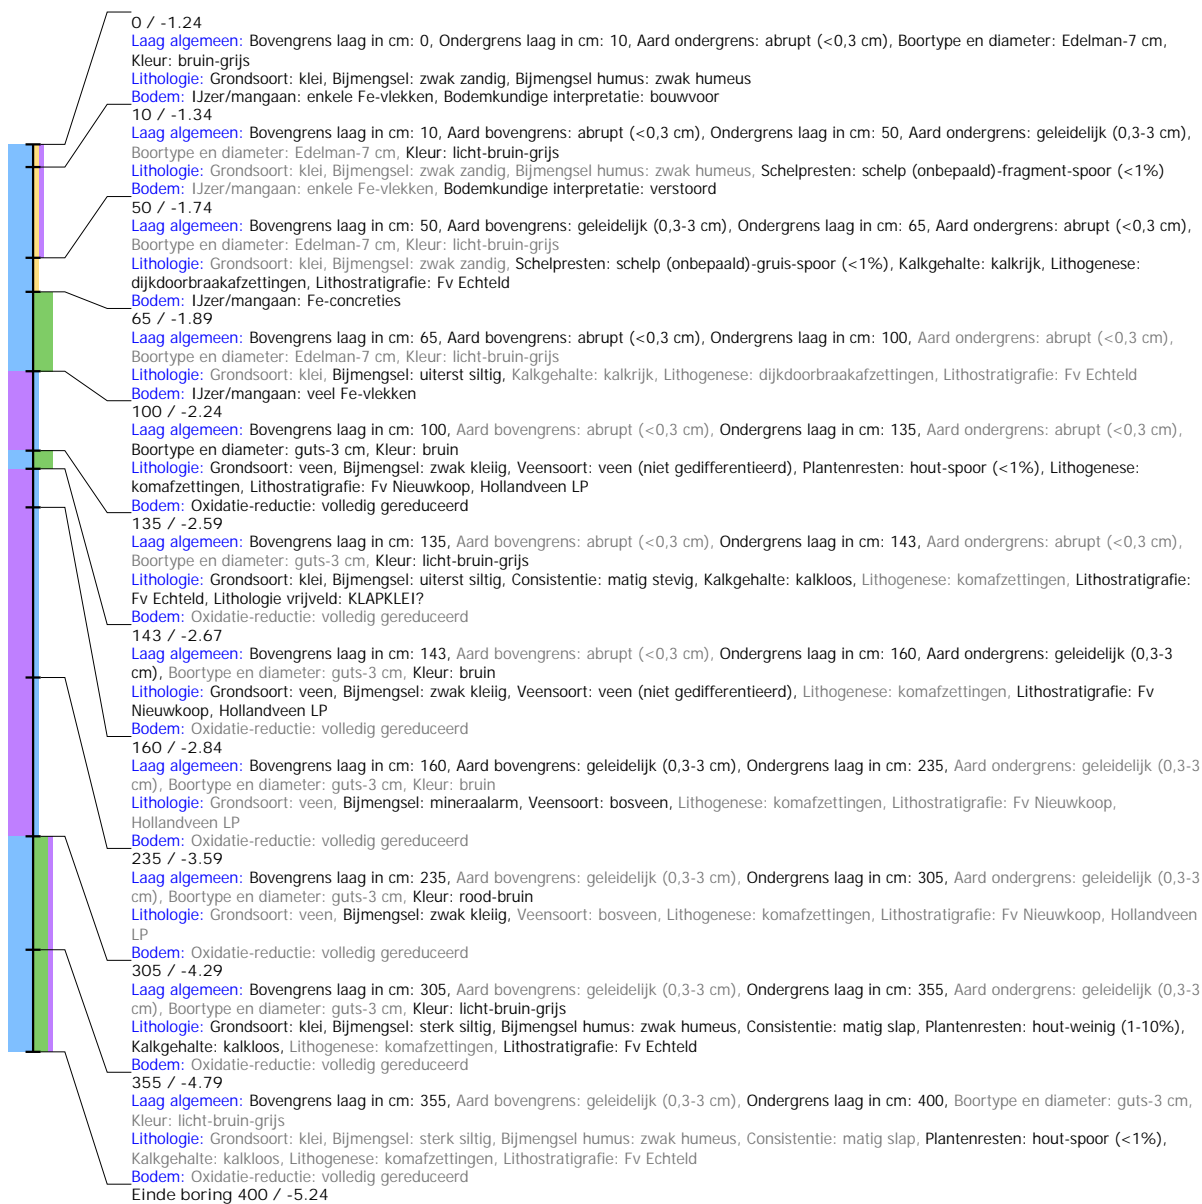 0 / -1.24
Laag algemeen: Bovengrens laag in cm: 0, Ondergrens laag in cm: 10, Aard ondergrens: abrupt (<0,3 cm), Boortype en diameter: Edelman-7 cm,
Kleur: bruin-grijs
Lithologie: Grondsoort: klei, Bijmengsel: zwak zandig, Bijmengsel humus: zwak humeus
Bodem: IJzer/mangaan: enkele Fe-vlekken, Bodemkundige interpretatie: bouwvoor
10 / -1.34
Laag algemeen: Bovengrens laag in cm: 10, Aard bovengrens: abrupt (<0,3 cm), Ondergrens laag in cm: 50, Aard ondergrens: geleidelijk (0,3-3 cm),
Boortype en diameter: Edelman-7 cm, Kleur: licht-bruin-grijs
Lithologie: Grondsoort: klei, Bijmengsel: zwak zandig, Bijmengsel humus: zwak humeus, Schelpresten: schelp (onbepaald)-fragment-spoor (<1%)
Bodem: IJzer/mangaan: enkele Fe-vlekken, Bodemkundige interpretatie: verstoord
50 / -1.74
Laag algemeen: Bovengrens laag in cm: 50, Aard bovengrens: geleidelijk (0,3-3 cm), Ondergrens laag in cm: 65, Aard ondergrens: abrupt (<0,3 cm),
Boortype en diameter: Edelman-7 cm, Kleur: licht-bruin-grijs
Lithologie: Grondsoort: klei, Bijmengsel: zwak zandig, Schelpresten: schelp (onbepaald)-gruis-spoor (<1%), Kalkgehalte: kalkrijk, Lithogenese:
dijkdoorbraakafzettingen, Lithostratigrafie: Fv Echteld
Bodem: IJzer/mangaan: Fe-concreties
65 / -1.89
Laag algemeen: Bovengrens laag in cm: 65, Aard bovengrens: abrupt (<0,3 cm), Ondergrens laag in cm: 100, Aard ondergrens: abrupt (<0,3 cm),
Boortype en diameter: Edelman-7 cm, Kleur: licht-bruin-grijs
Lithologie: Grondsoort: klei, Bijmengsel: uiterst siltig, Kalkgehalte: kalkrijk, Lithogenese: dijkdoorbraakafzettingen, Lithostratigrafie: Fv Echteld
Bodem: IJzer/mangaan: veel Fe-vlekken
100 / -2.24
Laag algemeen: Bovengrens laag in cm: 100, Aard bovengrens: abrupt (<0,3 cm), Ondergrens laag in cm: 135, Aard ondergrens: abrupt (<0,3 cm),
Boortype en diameter: guts-3 cm, Kleur: bruin
Lithologie: Grondsoort: veen, Bijmengsel: zwak kleiig, Veensoort: veen (niet gedifferentieerd), Plantenresten: hout-spoor (<1%), Lithogenese:
komafzettingen, Lithostratigrafie: Fv Nieuwkoop, Hollandveen LP
Bodem: Oxidatie-reductie: volledig gereduceerd
135 / -2.59
Laag algemeen: Bovengrens laag in cm: 135, Aard bovengrens: abrupt (<0,3 cm), Ondergrens laag in cm: 143, Aard ondergrens: abrupt (<0,3 cm),
Boortype en diameter: guts-3 cm, Kleur: licht-bruin-grijs
Lithologie: Grondsoort: klei, Bijmengsel: uiterst siltig, Consistentie: matig stevig, Kalkgehalte: kalkloos, Lithogenese: komafzettingen, Lithostratigrafie:
Fv Echteld, Lithologie vrijveld: KLAPKLEI?
Bodem: Oxidatie-reductie: volledig gereduceerd
143 / -2.67
Laag algemeen: Bovengrens laag in cm: 143, Aard bovengrens: abrupt (<0,3 cm), Ondergrens laag in cm: 160, Aard ondergrens: geleidelijk (0,3-3
cm), Boortype en diameter: guts-3 cm, Kleur: bruin
Lithologie: Grondsoort: veen, Bijmengsel: zwak kleiig, Veensoort: veen (niet gedifferentieerd), Lithogenese: komafzettingen, Lithostratigrafie: Fv
Nieuwkoop, Hollandveen LP
Bodem: Oxidatie-reductie: volledig gereduceerd
160 / -2.84
Laag algemeen: Bovengrens laag in cm: 160, Aard bovengrens: geleidelijk (0,3-3 cm), Ondergrens laag in cm: 235, Aard ondergrens: geleidelijk (0,3-3
cm), Boortype en diameter: guts-3 cm, Kleur: bruin
Lithologie: Grondsoort: veen, Bijmengsel: mineraalarm, Veensoort: bosveen, Lithogenese: komafzettingen, Lithostratigrafie: Fv Nieuwkoop,
Hollandveen LP
Bodem: Oxidatie-reductie: volledig gereduceerd
235 / -3.59
Laag algemeen: Bovengrens laag in cm: 235, Aard bovengrens: geleidelijk (0,3-3 cm), Ondergrens laag in cm: 305, Aard ondergrens: geleidelijk (0,3-3
cm), Boortype en diameter: guts-3 cm, Kleur: rood-bruin
Lithologie: Grondsoort: veen, Bijmengsel: zwak kleiig, Veensoort: bosveen, Lithogenese: komafzettingen, Lithostratigrafie: Fv Nieuwkoop, Hollandveen
LP
Bodem: Oxidatie-reductie: volledig gereduceerd
305 / -4.29
Laag algemeen: Bovengrens laag in cm: 305, Aard bovengrens: geleidelijk (0,3-3 cm), Ondergrens laag in cm: 355, Aard ondergrens: geleidelijk (0,3-3
cm), Boortype en diameter: guts-3 cm, Kleur: licht-bruin-grijs
Lithologie: Grondsoort: klei, Bijmengsel: sterk siltig, Bijmengsel humus: zwak humeus, Consistentie: matig slap, Plantenresten: hout-weinig (1-10%),
Kalkgehalte: kalkloos, Lithogenese: komafzettingen, Lithostratigrafie: Fv Echteld
Bodem: Oxidatie-reductie: volledig gereduceerd
355 / -4.79
Laag algemeen: Bovengrens laag in cm: 355, Aard bovengrens: geleidelijk (0,3-3 cm), Ondergrens laag in cm: 400, Boortype en diameter: guts-3 cm,
Kleur: licht-bruin-grijs
Lithologie: Grondsoort: klei, Bijmengsel: sterk siltig, Bijmengsel humus: zwak humeus, Consistentie: matig slap, Plantenresten: hout-spoor (<1%),
Kalkgehalte: kalkloos, Lithogenese: komafzettingen, Lithostratigrafie: Fv Echteld
Bodem: Oxidatie-reductie: volledig gereduceerd
Einde boring 400 / -5.24